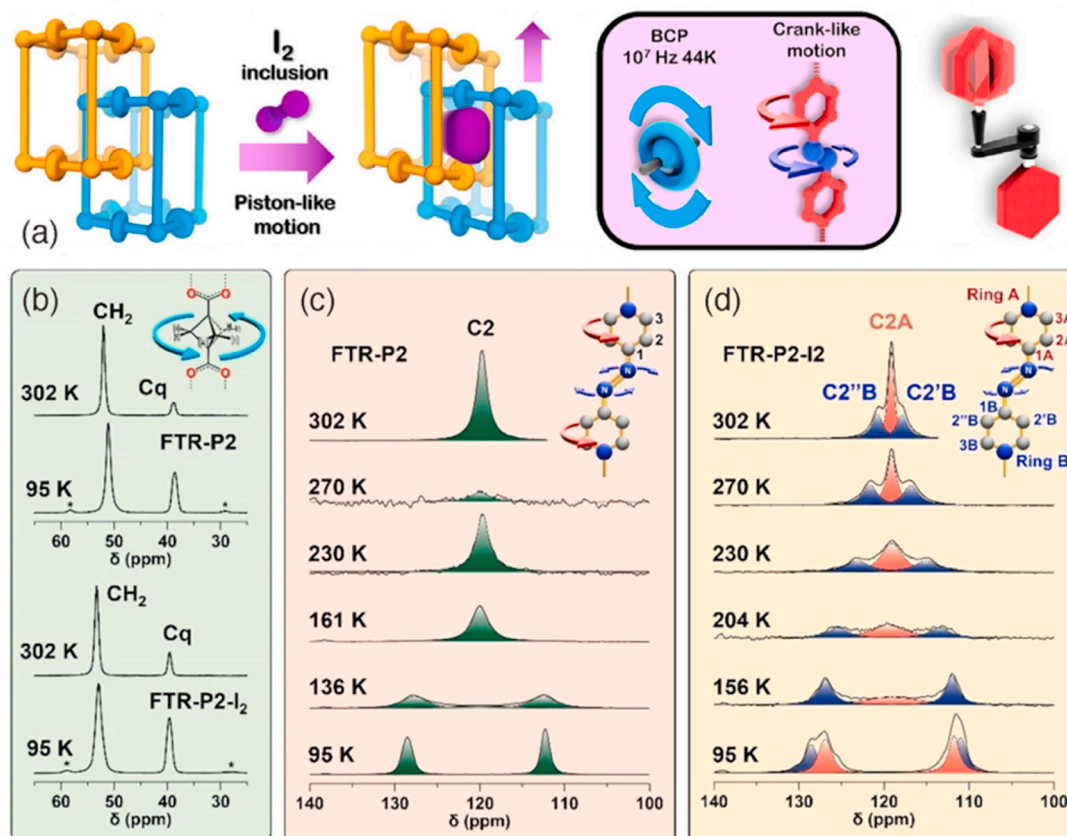 I2
inclusion
Piston-like
motion
(a)
BCP
10⁷ Hz 44K
Crank-like
motion
(b)
CH2
O O
H H
H H
O O
302 K
Cq
FTR-P2
95 K
* *
60 50 40 30
δ (ppm)
CH2
302 K
Cq
FTR-P2-I2
95 K
* *
60 50 40 30
δ (ppm)
(c)
C2
FTR-P2
3
2
1
N
N
302 K
270 K
230 K
161 K
136 K
95 K
140 130 120 110 100
δ (ppm)
(d)
C2A
Ring A
3A
2A
1A
FTR-P2-I2
C2''B C2'B
N
N
1B
2''B 2'B
3B
Ring B
302 K
270 K
230 K
204 K
156 K
95 K
140 130 120 110 100
δ (ppm)